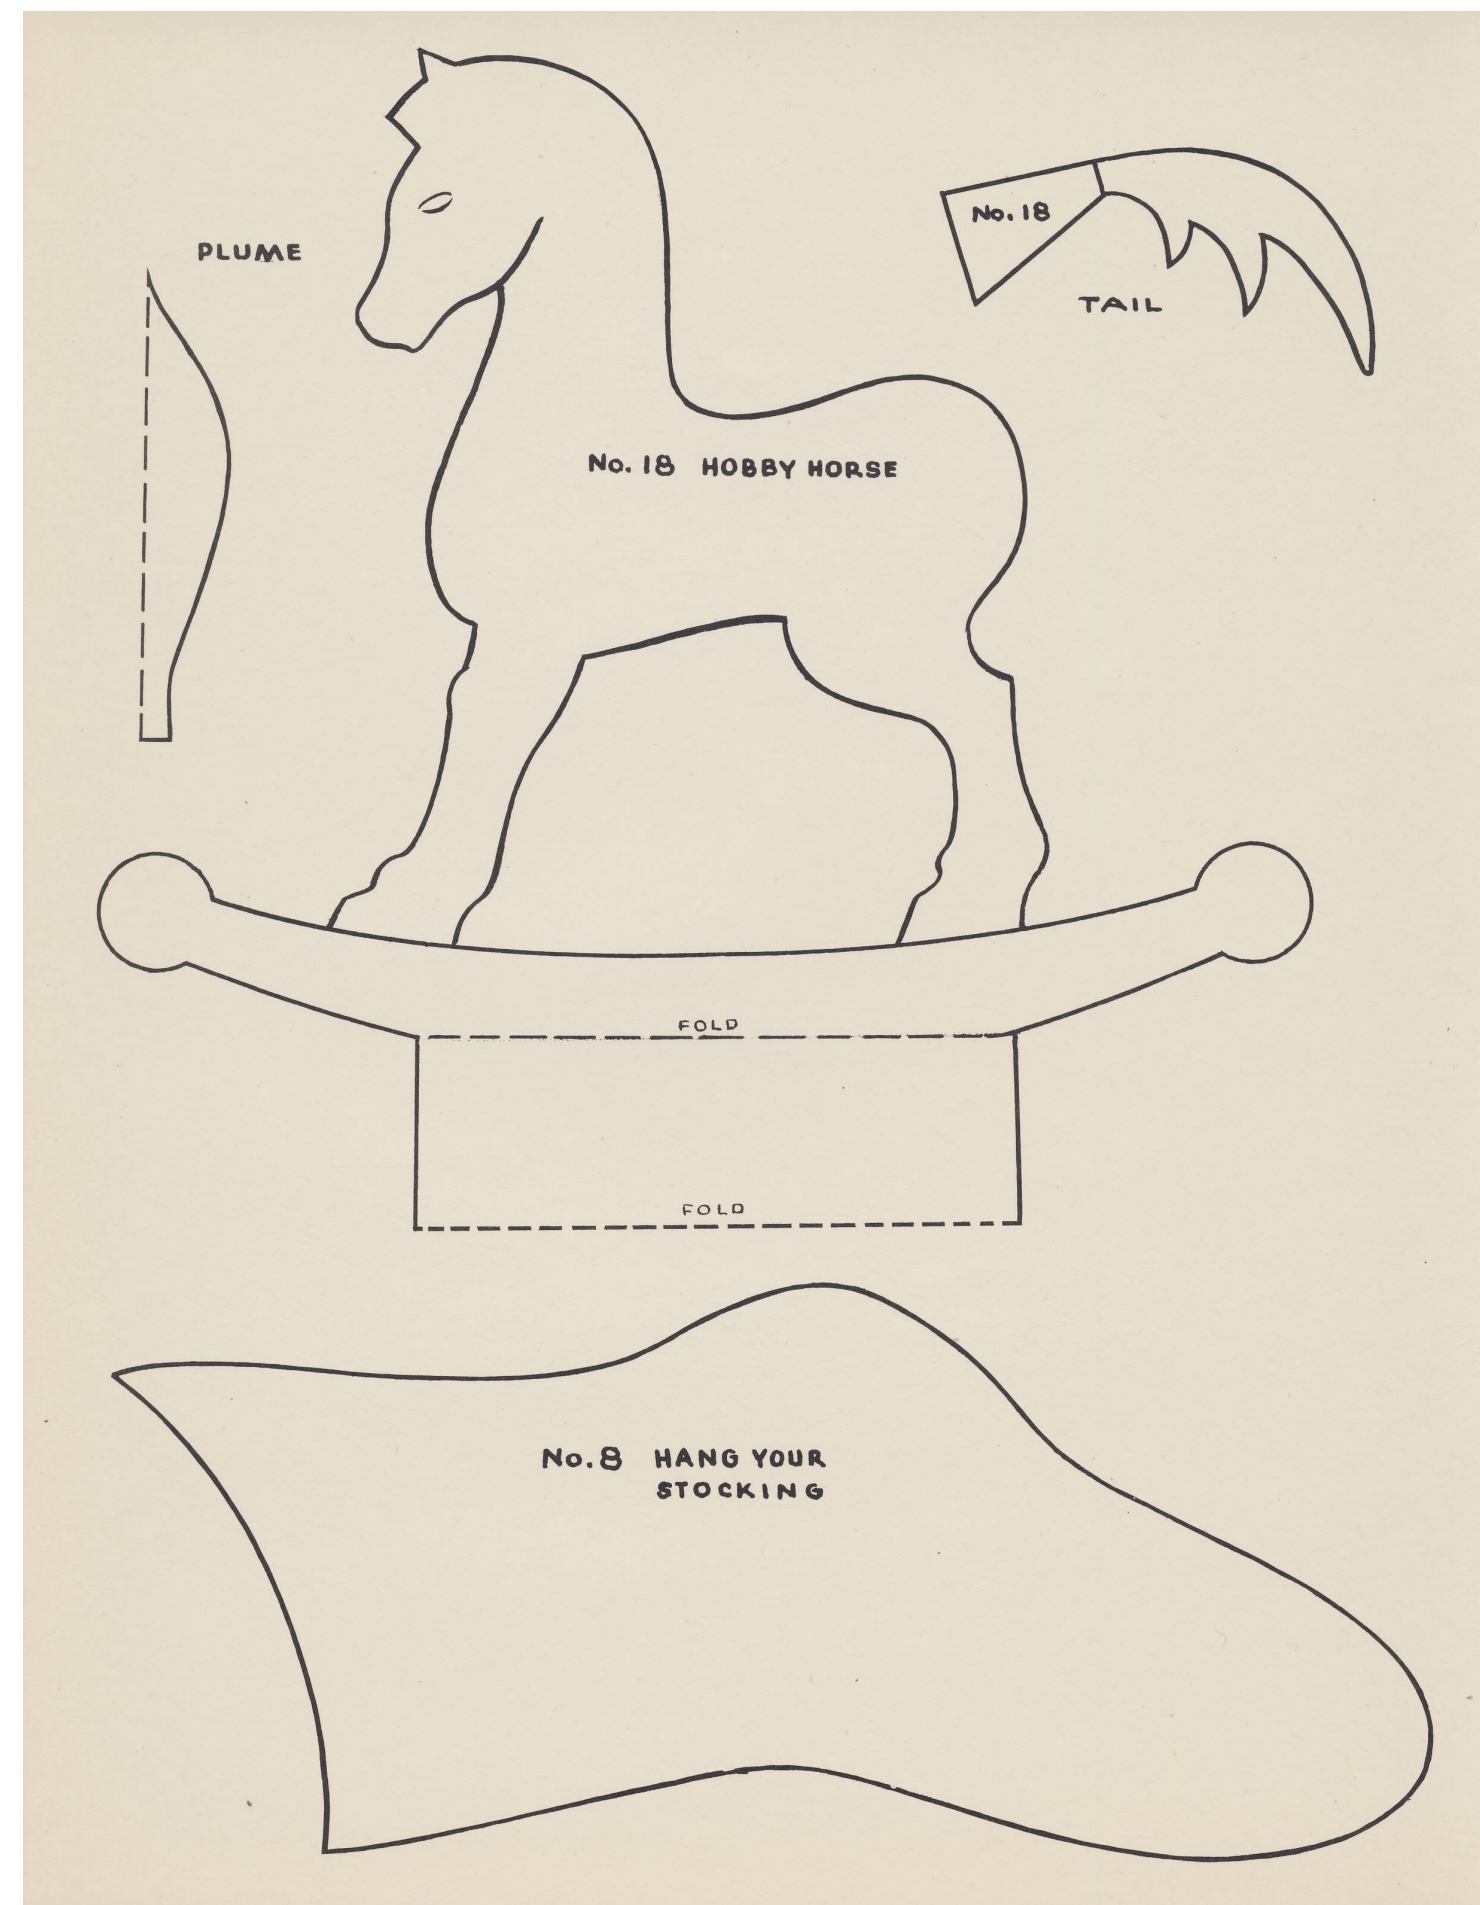 PLUME
No. 18
TAIL
No. 18 HOBBY HORSE
FOLD
FOLD
No. 8 HANG YOUR
STOCKING